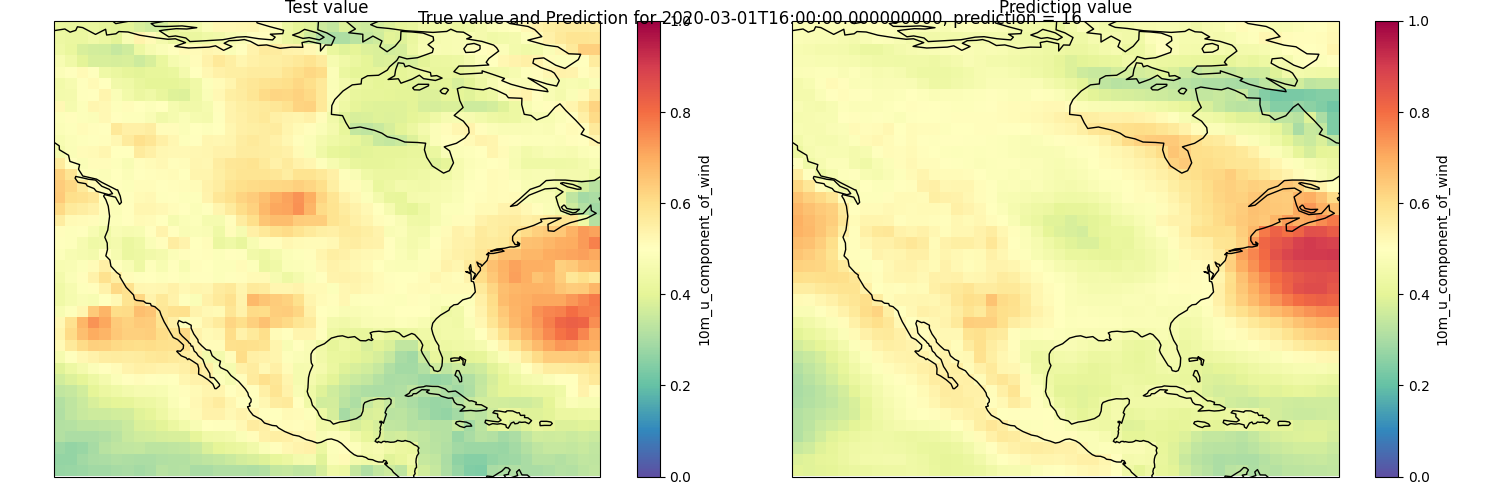 Test value
Prediction value
True value and Prediction for 2020-03-01T16:00:00.000000000, prediction = 16
1.0
0.8
0.6
0.4
0.2
0.0
10m_u_component_of_wind
1.0
0.8
0.6
0.4
0.2
0.0
10m_u_component_of_wind